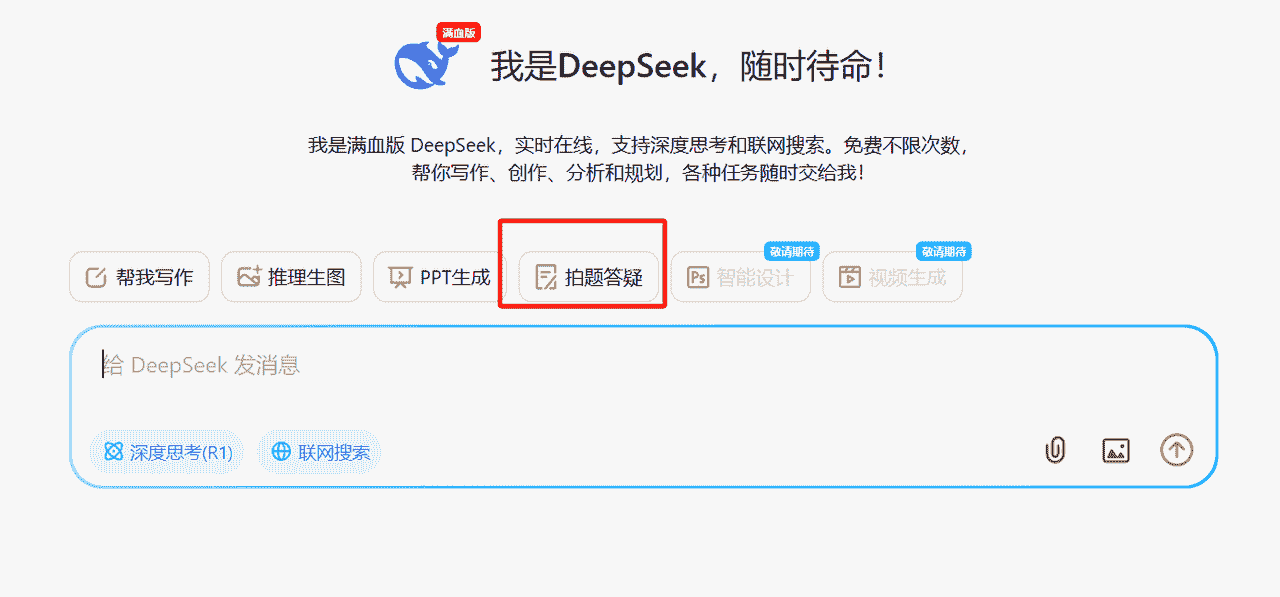 满血版
我是DeepSeek，随时待命！
我是满血版 DeepSeek，实时在线，支持深度思考和联网搜索。免费不限次数，
帮你写作、创作、分析和规划，各种任务随时交给我！
敬请期待 敬请期待
帮我写作 推理生图 PPT生成 拍题答疑 Ps 智能设计 视频生成
给 DeepSeek 发消息
深度思考(R1) 联网搜索